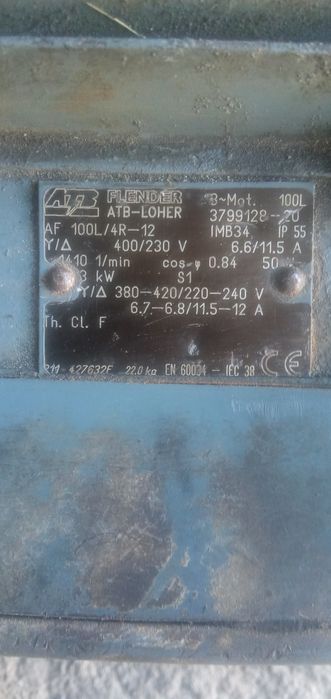 ATB FLENDER 3~Mot. 100L
ATB-LOHER 3799128-20
AF 100L/4R-12 IMB34 IP 55
Y/Δ 400/230 V 6.6/11.5 A
1410 1/min cos φ 0.84 50
3 kW S1
Y/Δ 380-420/220-240 V
6.7-6.8/11.5-12 A
Th. Cl. F
22.0 kg EN 60034 - IEC 38 CE